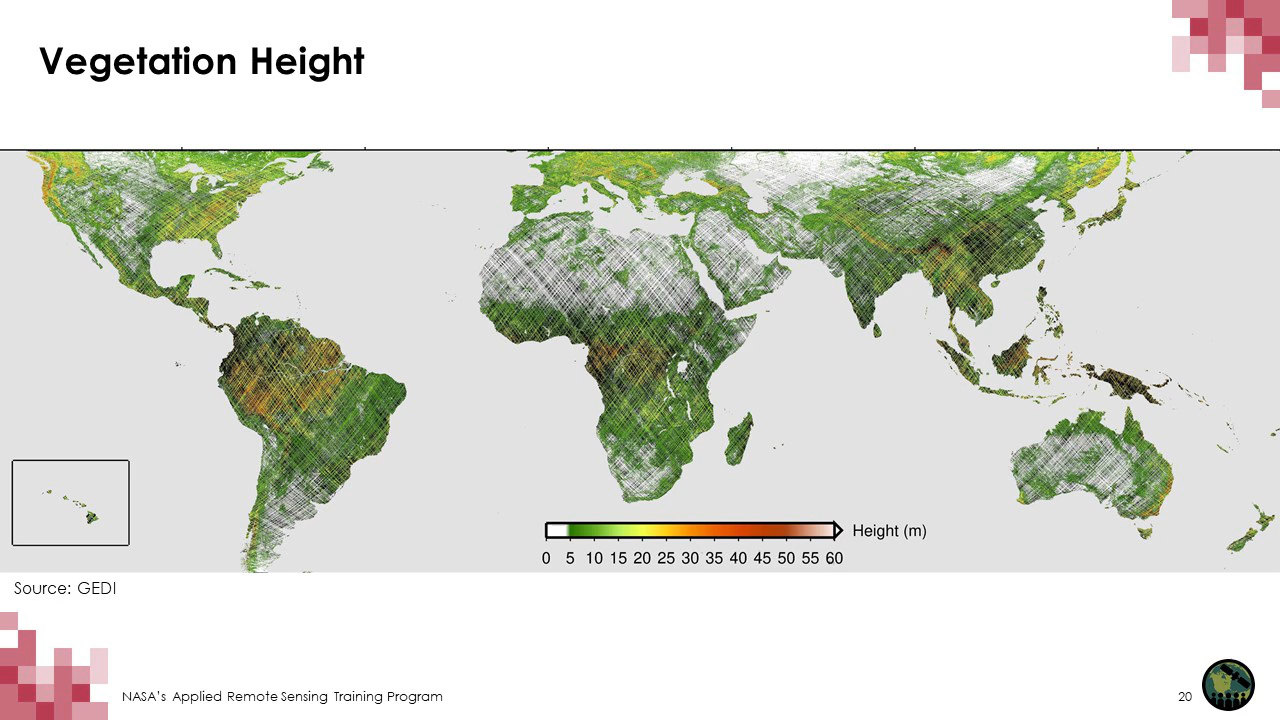 Vegetation Height
Height (m)
0 5 10 15 20 25 30 35 40 45 50 55 60
Source: GEDI
NASA's Applied Remote Sensing Training Program
20